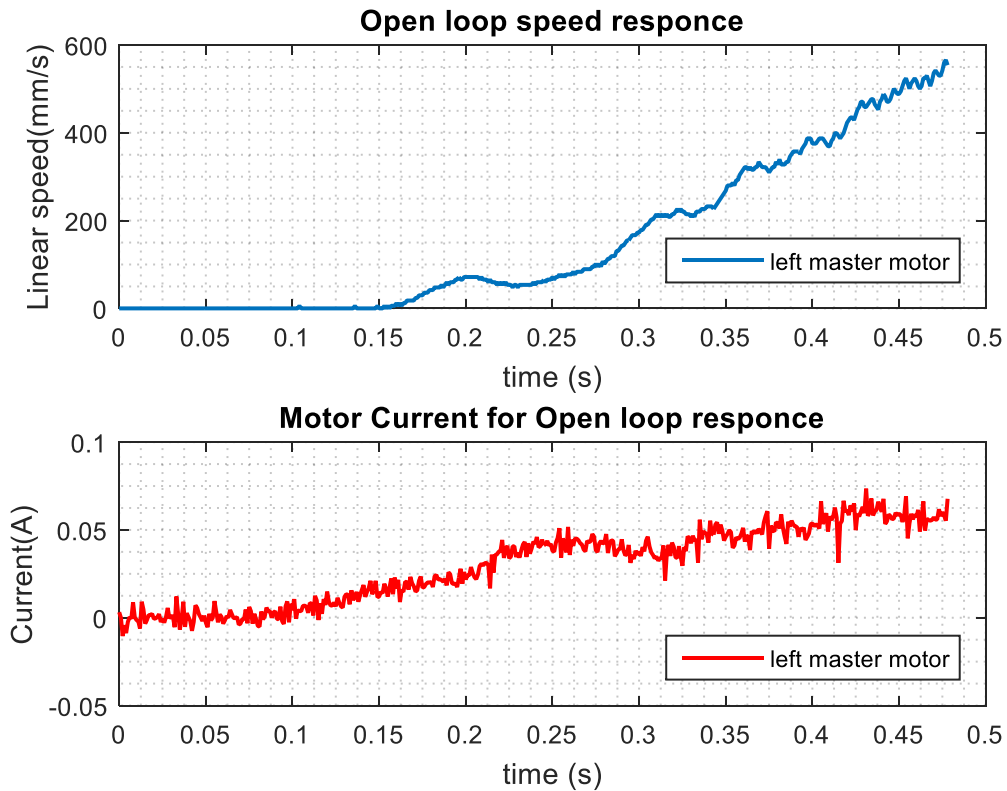 Open loop speed responce
Linear speed(mm/s)
600
400
200
0
0 0.05 0.1 0.15 0.2 0.25 0.3 0.35 0.4 0.45 0.5
left master motor
time (s)
Motor Current for Open loop responce
Current(A)
0.1
0.05
0
-0.05
0 0.05 0.1 0.15 0.2 0.25 0.3 0.35 0.4 0.45 0.5
left master motor
time (s)